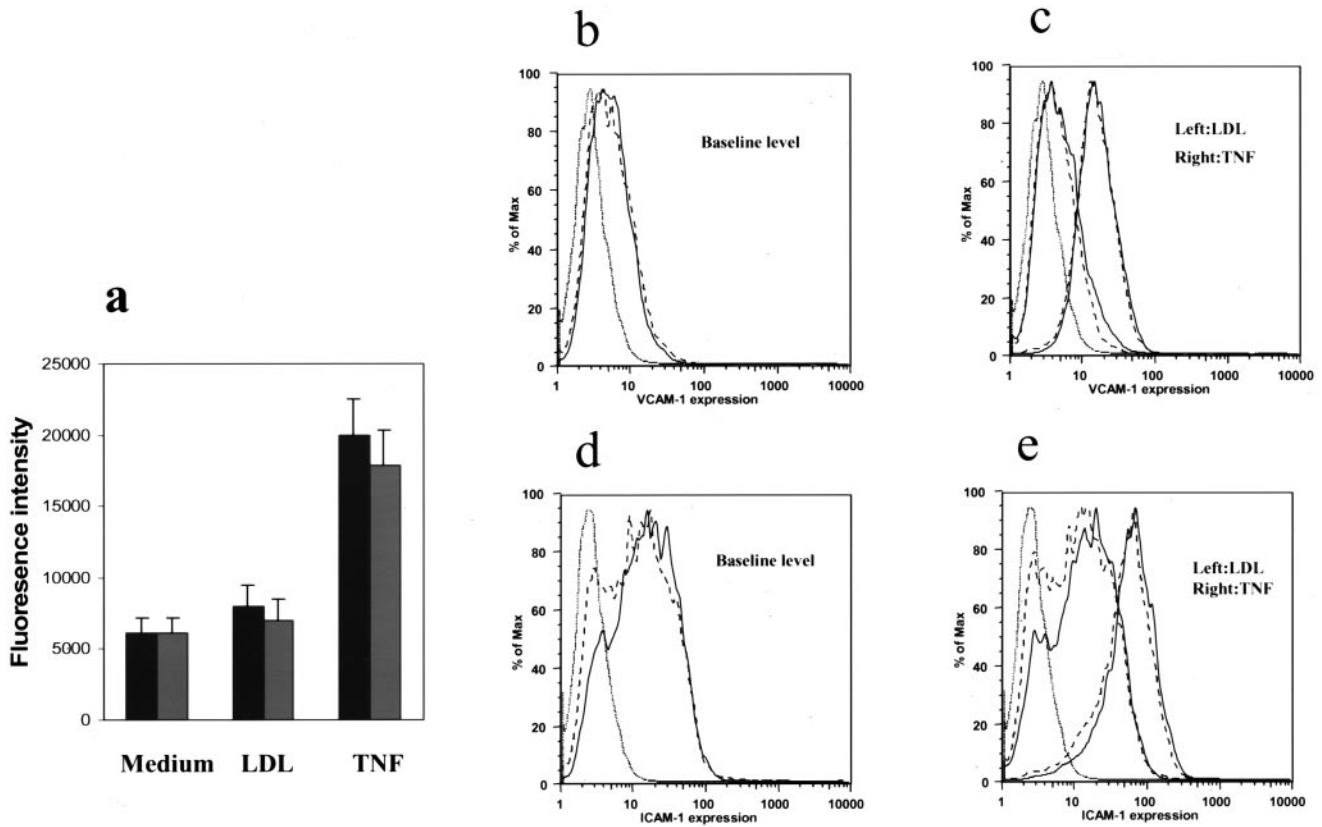 a
Fluoresence intensity
25000
20000
15000
10000
5000
0
Medium LDL TNF
b
% of Max
100
80
60
40
20
0
Baseline level
1 10 100 1000 10000
VCAM-1 expression
c
% of Max
100
80
60
40
20
0
Left:LDL
Right:TNF
1 10 100 1000 10000
VCAM-1 expression
d
% of Max
100
80
60
40
20
0
Baseline level
1 10 100 1000 10000
ICAM-1 expression
e
% of Max
100
80
60
40
20
0
Left:LDL
Right:TNF
1 10 100 1000 10000
ICAM-1 expression